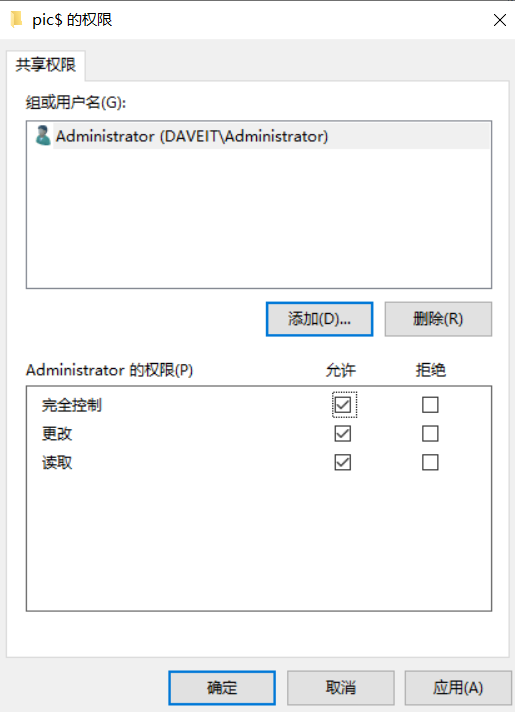 pic$ 的权限
共享权限
组或用户名(G):
Administrator (DAVEIT\Administrator)
添加(D)... 删除(R)
Administrator 的权限(P) 允许 拒绝
完全控制
更改
读取
确定 取消 应用(A)